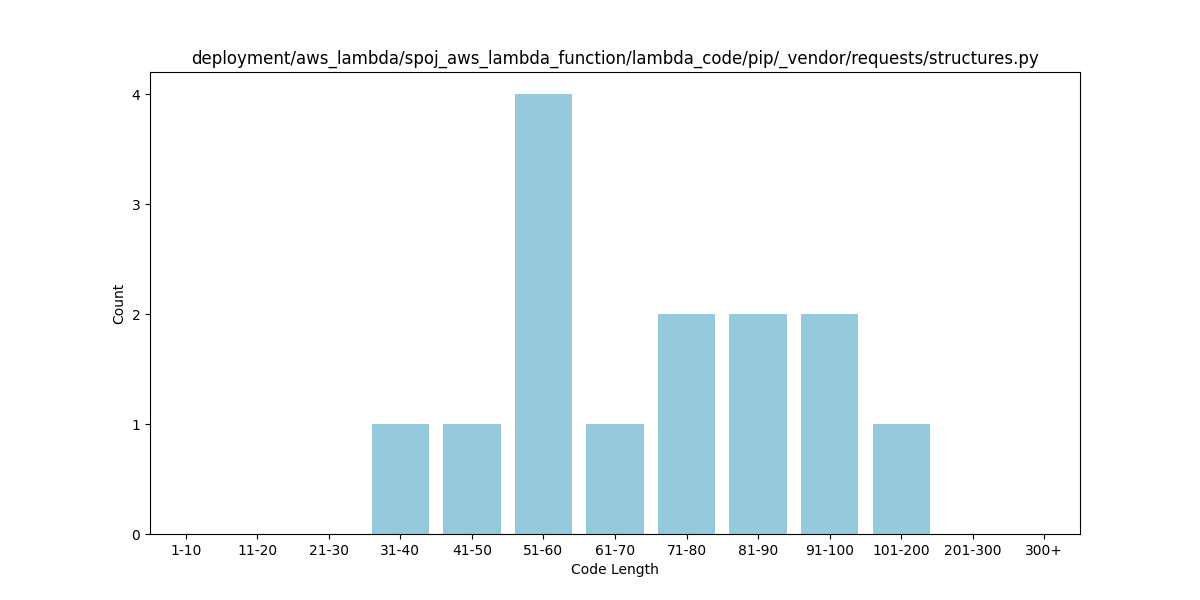 deployment/aws_lambda/spoj_aws_lambda_function/lambda_code/pip/_vendor/requests/structures.py
4
3
2
1
0
Count
1-10 11-20 21-30 31-40 41-50 51-60 61-70 71-80 81-90 91-100 101-200 201-300 300+
Code Length